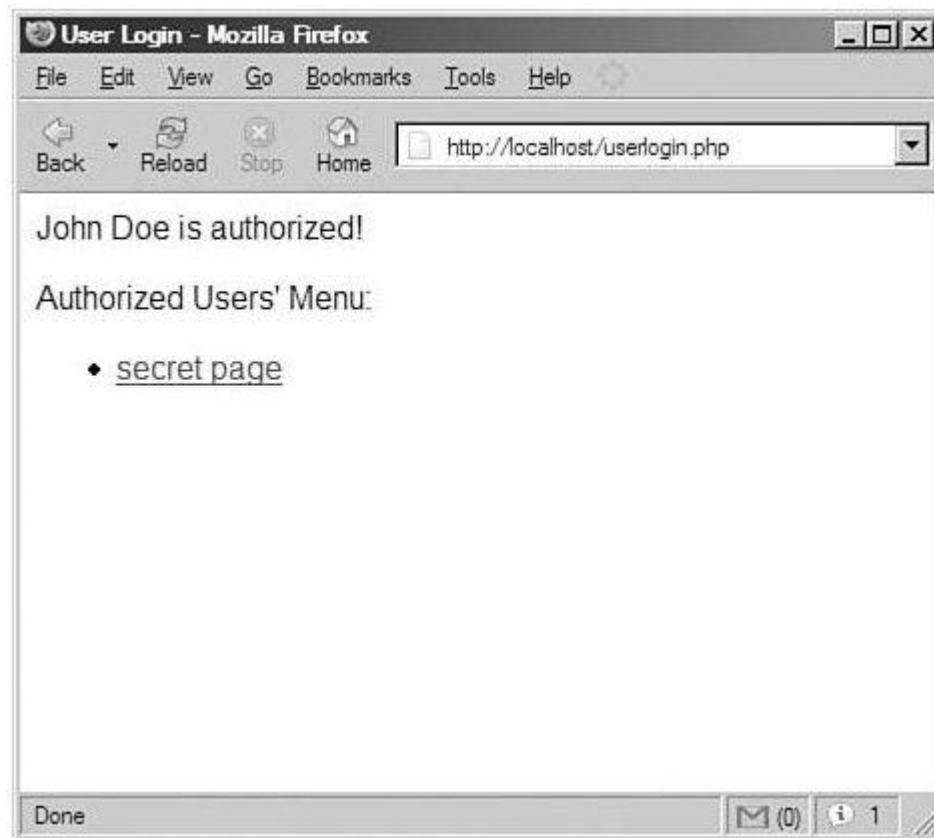 User Login - Mozilla Firefox
File Edit View Go Bookmarks Tools Help
Back Reload Stop Home http://localhost/userlogin.php
John Doe is authorized!
Authorized Users' Menu:
• secret page
Done (0) 1